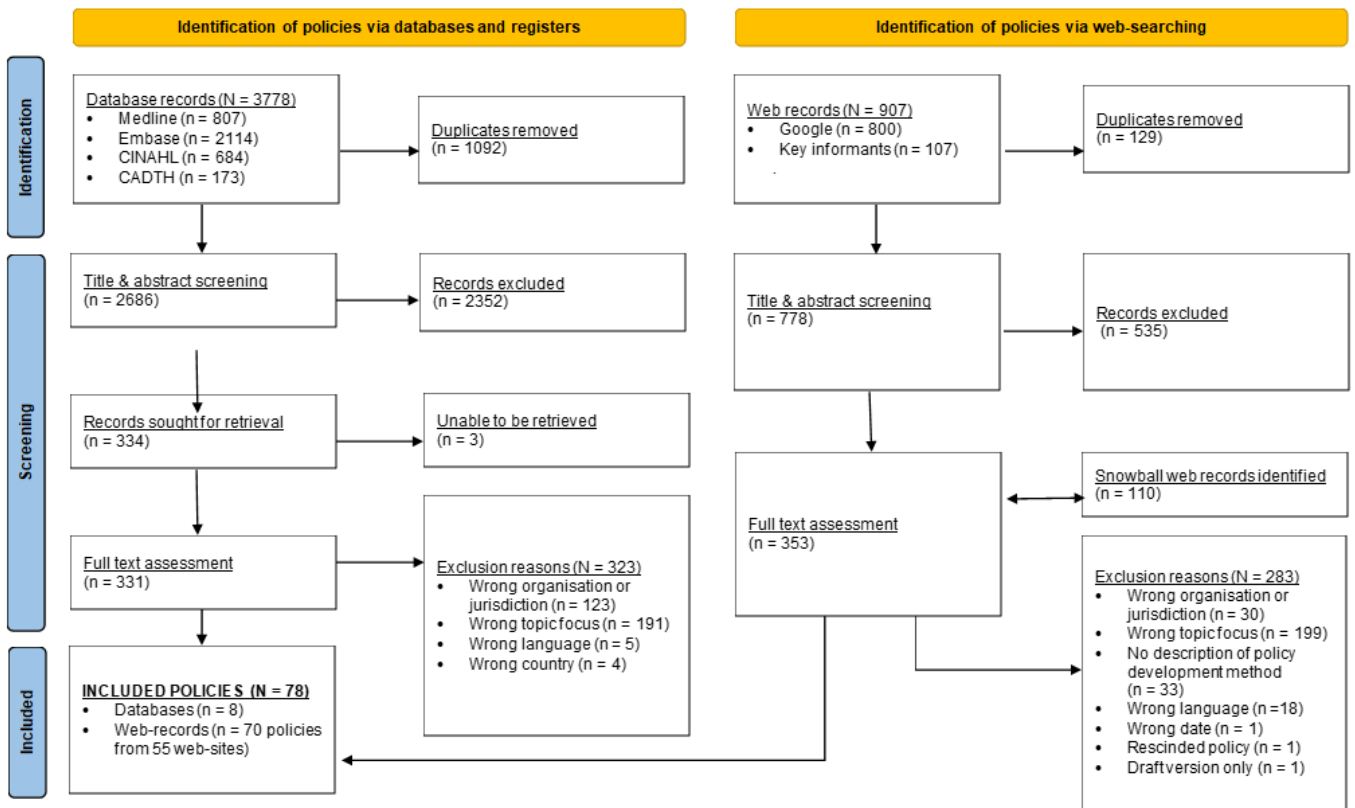 Identification of policies via databases and registers
Identification of policies via web-searching
Identification
Database records (N = 3778)
• Medline (n = 807)
• Embase (n = 2114)
• CINAHL (n = 684)
• CADTH (n = 173)
Duplicates removed
(n = 1092)
Web records (N = 907)
• Google (n = 800)
• Key informants (n = 107)
.
Duplicates removed
(n = 129)
Screening
Title & abstract screening
(n = 2686)
Records excluded
(n = 2352)
Title & abstract screening
(n = 778)
Records excluded
(n = 535)
Records sought for retrieval
(n = 334)
Unable to be retrieved
(n = 3)
Snowball web records identified
(n = 110)
Full text assessment
(n = 331)
Exclusion reasons (N = 323)
• Wrong organisation or
jurisdiction (n = 123)
• Wrong topic focus (n = 191)
• Wrong language (n = 5)
• Wrong country (n = 4)
Full text assessment
(n = 353)
Exclusion reasons (N = 283)
• Wrong organisation or
jurisdiction (n = 30)
• Wrong topic focus (n = 199)
• No description of policy
development method
(n = 33)
• Wrong language (n =18)
• Wrong date (n = 1)
• Rescinded policy (n = 1)
• Draft version only (n = 1)
Included
INCLUDED POLICIES (N = 78)
• Databases (n = 8)
• Web-records (n = 70 policies
from 55 web-sites)